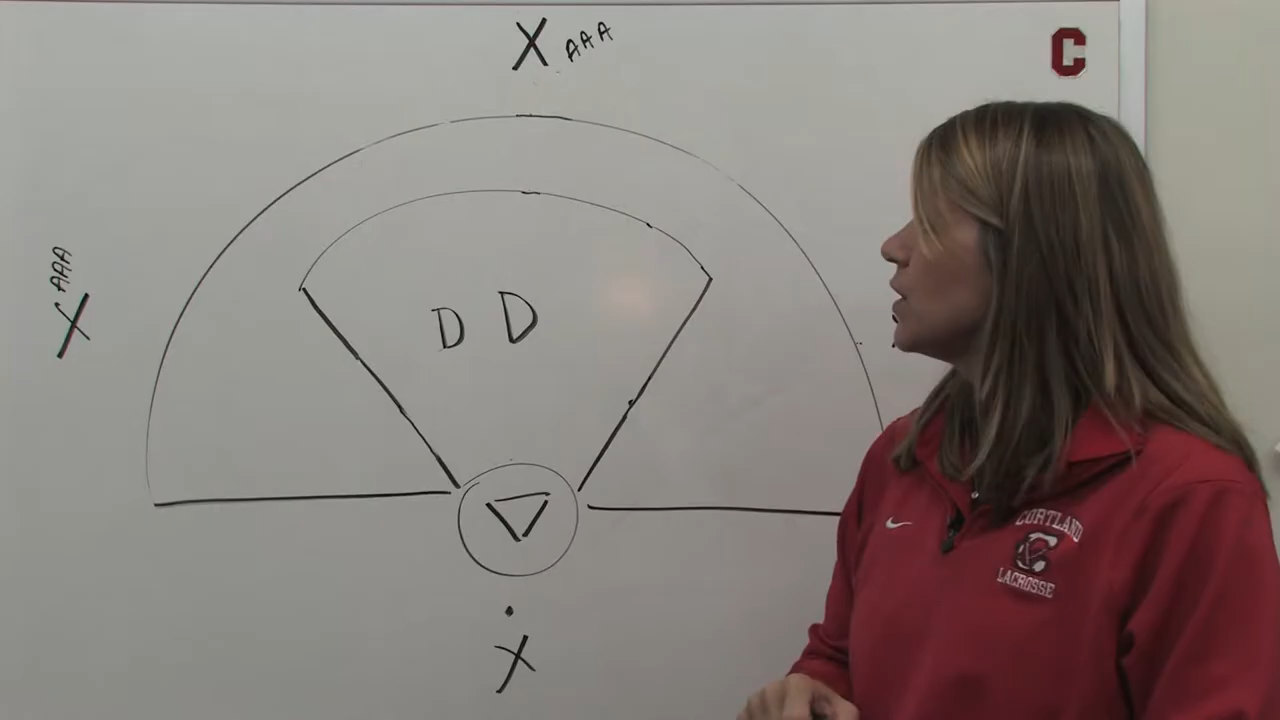 X AAA
C
X AAA
D D
X
CORTLAND
C
LACROSSE